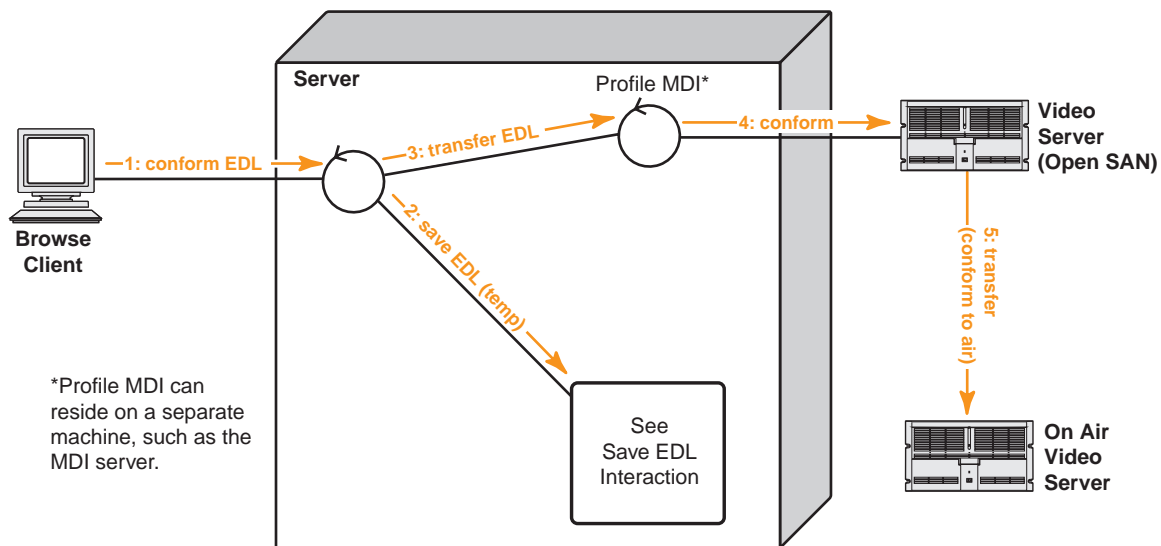 Server
Profile MDI*
1: conform EDL
3: transfer EDL
4: conform
Video
Server
(Open SAN)
Browse
Client
2: save EDL (temp)
5: transfer
(conform to air)
*Profile MDI can
reside on a separate
machine, such as the
MDI server.
See
Save EDL
Interaction
On Air
Video
Server